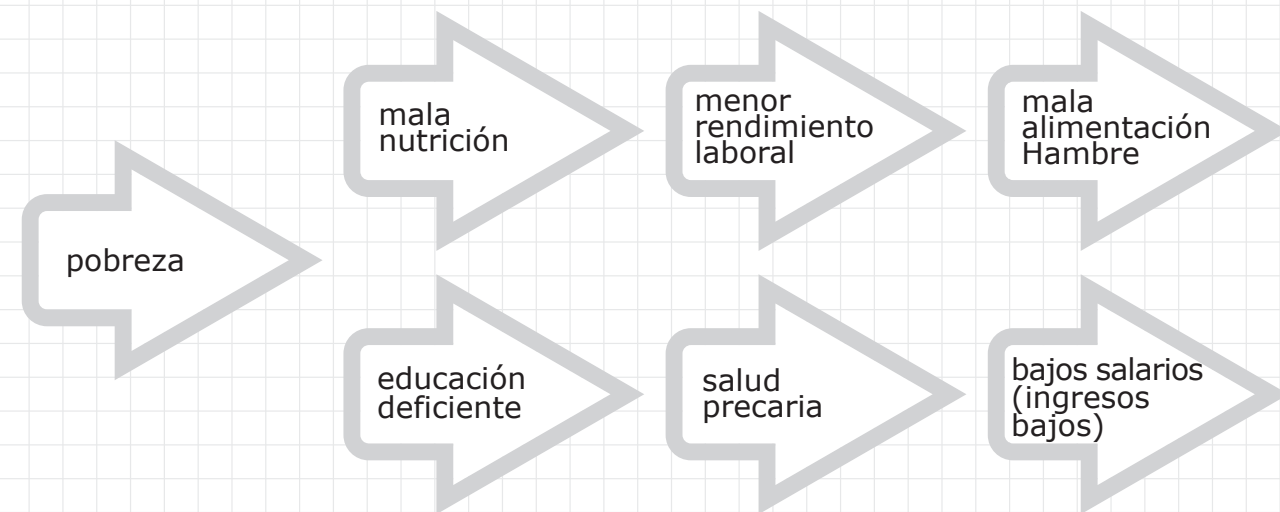 pobreza
mala
nutrición
menor
rendimiento
laboral
mala
alimentación
Hambre
educación
deficiente
salud
precaria
bajos salarios
(ingresos
bajos)